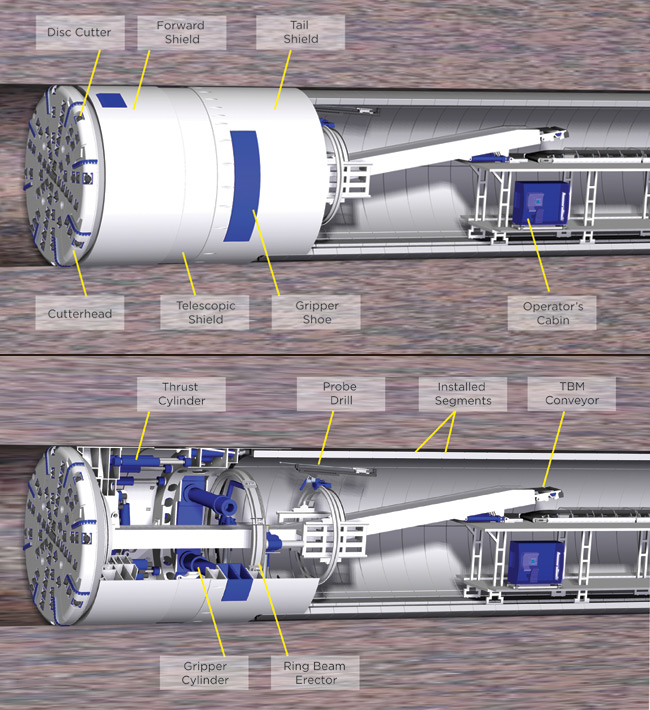 Disc Cutter
Forward
Shield
Tail
Shield
Cutterhead
Telescopic
Shield
Gripper
Shoe
Operator's
Cabin
Thrust
Cylinder
Probe
Drill
Installed
Segments
TBM
Conveyor
Gripper
Cylinder
Ring Beam
Erector